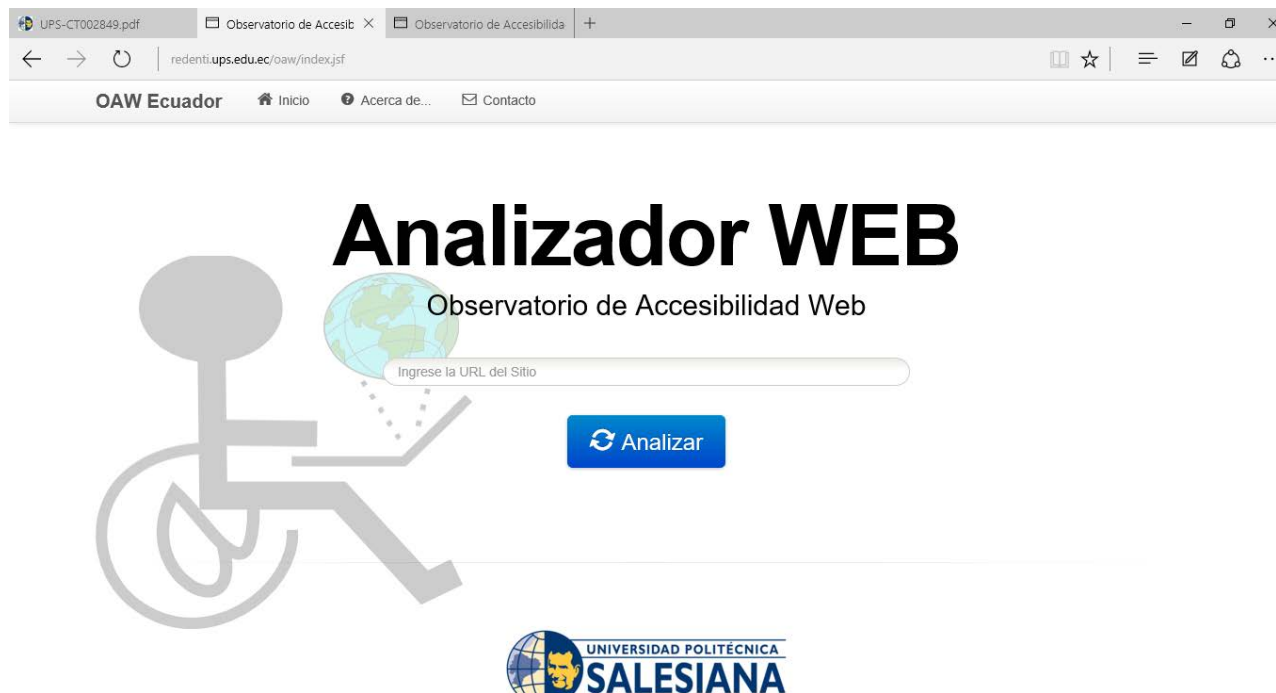 UPS-CT002849.pdf
Observatorio de Accesib
Observatorio de Accesibilida
redenti.ups.edu.ec/oaw/index.jsf
OAW Ecuador Inicio Acerca de... Contacto
Analizador WEB
Observatorio de Accesibilidad Web
Ingrese la URL del Sitio
Analizar
UNIVERSIDAD POLITÉCNICA
SALESIANA